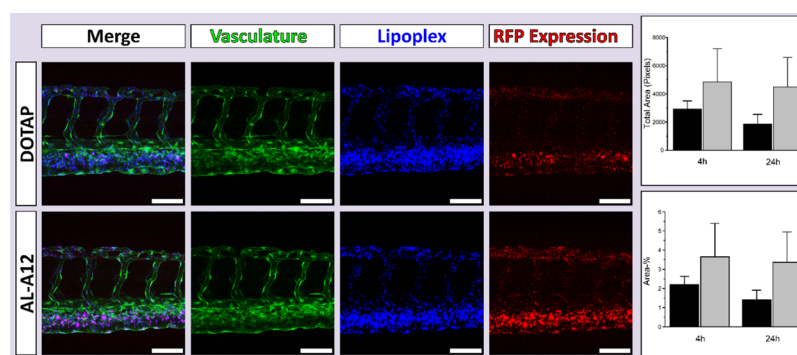 Merge
Vasculature
Lipoplex
RFP Expression
DOTAP
AL-A12
Total Area (Pixels)
8000
6000
4000
2000
0
4h
24h
Area-%
6
5
4
3
2
1
0
4h
24h